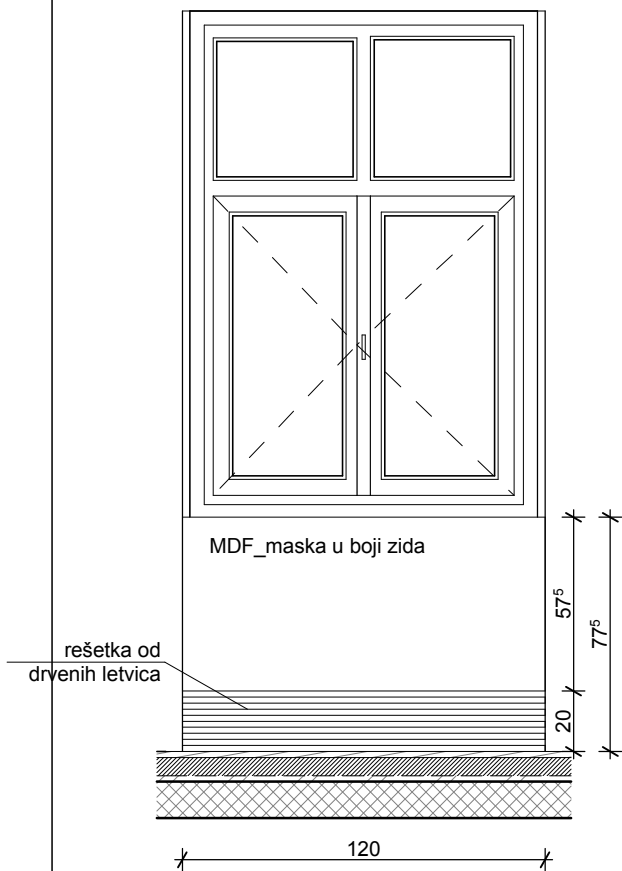 MDF_maska u boji zida
57⁵
77⁵
rešetka od
drvenih letvica
20
120